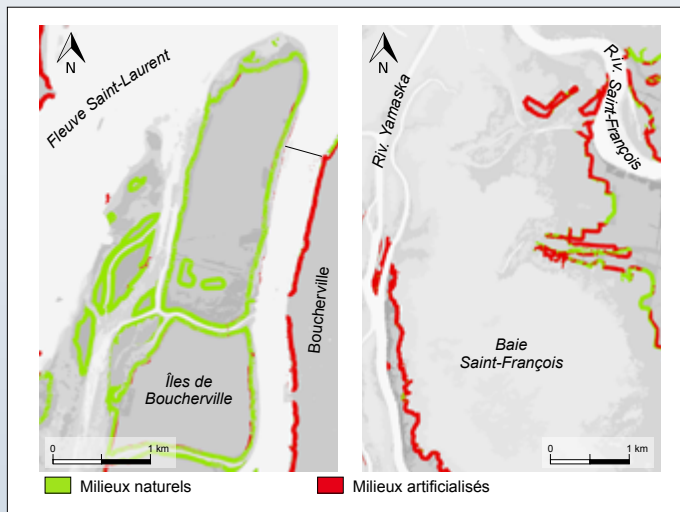 N
Fleuve Saint-Laurent
Boucherville
Îles de
Boucherville
0 1 km
N
Riv. Yamaska
Riv. Saint-François
Baie
Saint-François
0 1 km
Milieux naturels
Milieux artificialisés